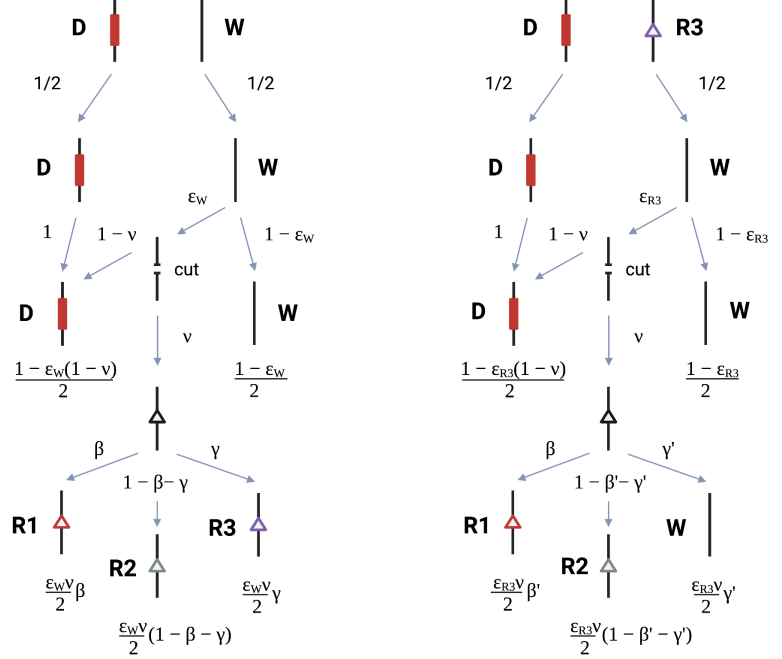 D W D R3
1/2 1/2 1/2 1/2
D W D W
ε_W ε_R3
1 1 − ν 1 − ε_W 1 1 − ν 1 − ε_R3
cut cut
D W D W
ν ν
1 − ε_W(1 − ν) 1 − ε_W 1 − ε_R3(1 − ν) 1 − ε_R3
2 2 2 2
β γ β γ'
1 − β − γ 1 − β' − γ'
R1 R3 R1 W
R2 R2
ε_Wν/2 β ε_Wν/2 γ ε_R3ν/2 β' ε_R3ν/2 γ'
ε_Wν/2 (1 − β − γ) ε_R3ν/2 (1 − β' − γ')